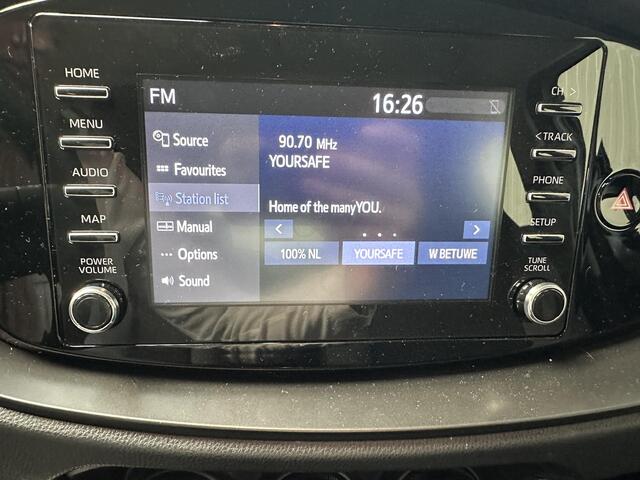 HOME
MENU
AUDIO
MAP
POWER
VOLUME
FM
16:26
Source
Favourites
Station list
Manual
Options
Sound
90.70 MHz
YOURSAFE
Home of the manyYOU.
< • • • >
100% NL YOURSAFE W BETUWE
CH >
< TRACK
PHONE
SETUP
TUNE
SCROLL